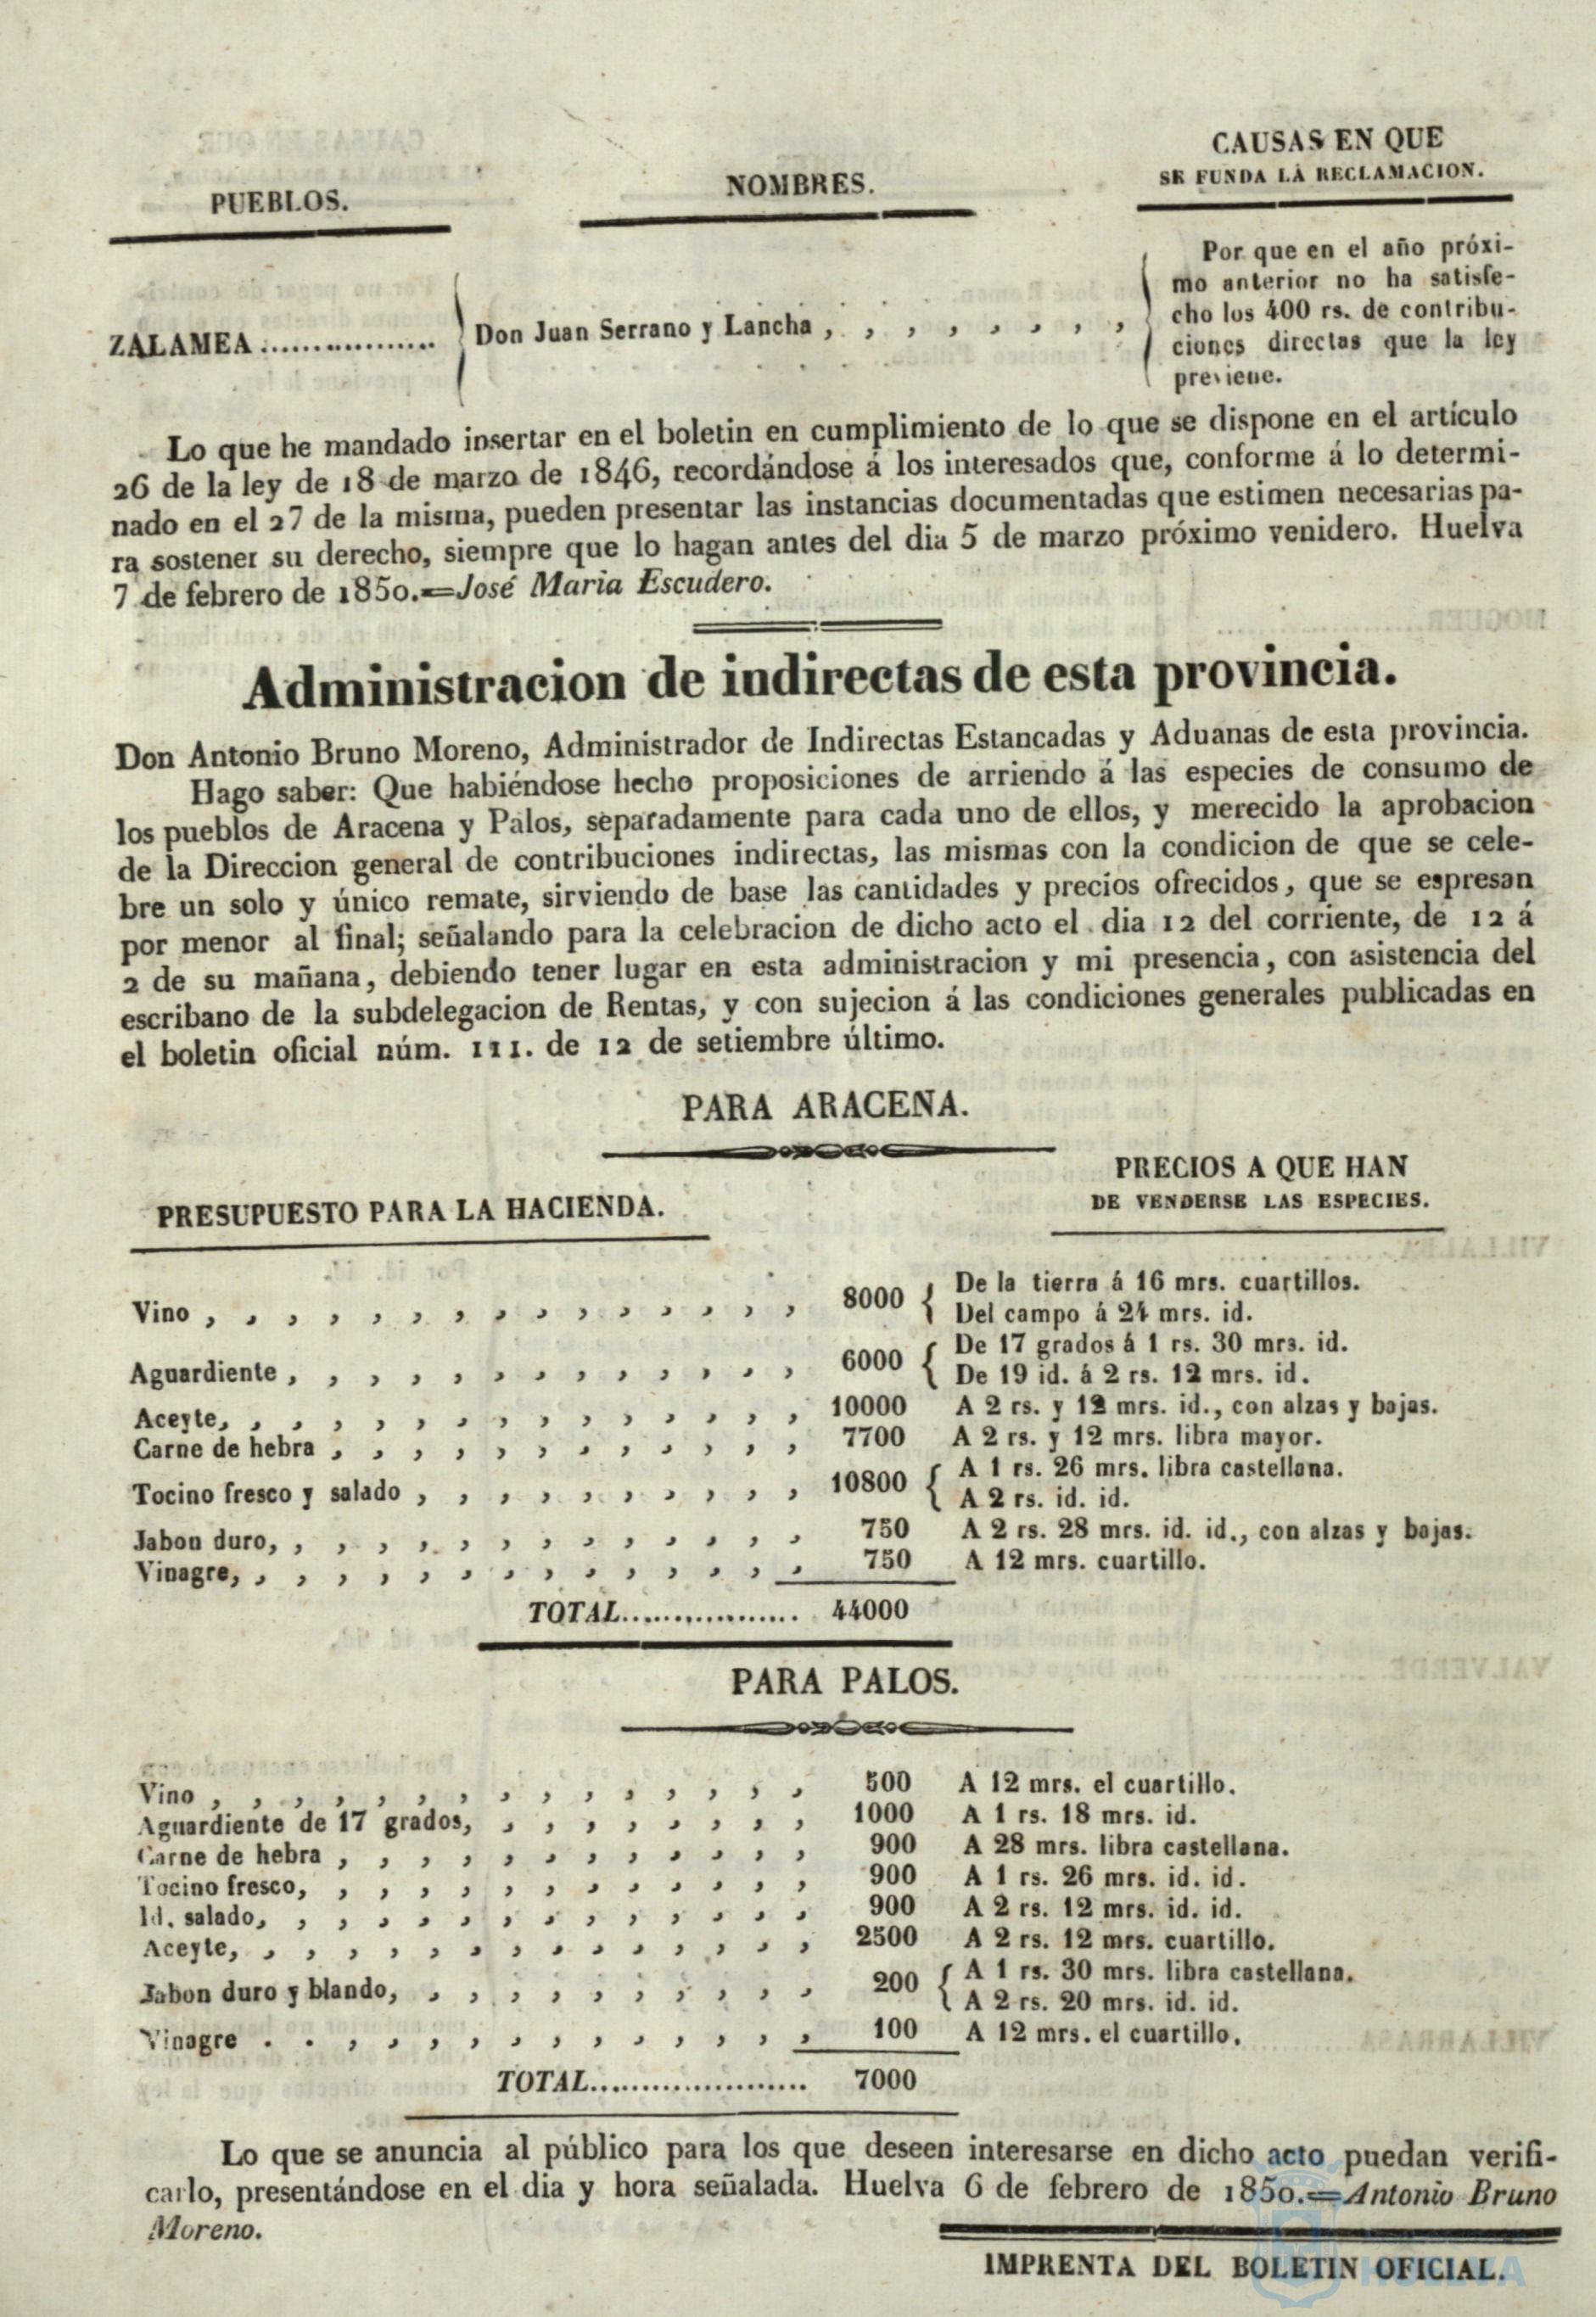 PUEBLOS.
NOMBRES.
CAUSAS EN QUE
SE FUNDA LA RECLAMACION.
ZALAMEA ................
Don Juan Serrano y Lancha , , , , , , , ,
Por que en el año próxi-
mo anterior no ha satisfe-
cho los 400 rs. de contribu-
ciones directas que la ley
previene.
Lo que he mandado insertar en el boletin en cumplimiento de lo que se dispone en el artículo
26 de la ley de 18 de marzo de 1846, recordándose á los interesados que, conforme á lo determi-
nado en el 27 de la misma, pueden presentar las instancias documentadas que estimen necesarias pa-
ra sostener su derecho, siempre que lo hagan antes del dia 5 de marzo próximo venidero. Huelva
7 de febrero de 1850.=José Maria Escudero.
Administracion de indirectas de esta provincia.
Don Antonio Bruno Moreno, Administrador de Indirectas Estancadas y Aduanas de esta provincia.
Hago saber: Que habiéndose hecho proposiciones de arriendo á las especies de consumo de
los pueblos de Aracena y Palos, separadamente para cada uno de ellos, y merecido la aprobacion
de la Direccion general de contribuciones indirectas, las mismas con la condicion de que se cele-
bre un solo y único remate, sirviendo de base las cantidades y precios ofrecidos, que se espresan
por menor al final; señalando para la celebracion de dicho acto el dia 12 del corriente, de 12 á
2 de su mañana, debiendo tener lugar en esta administracion y mi presencia, con asistencia del
escribano de la subdelegacion de Rentas, y con sujecion á las condiciones generales publicadas en
el boletin oficial núm. 111. de 12 de setiembre último.
PARA ARACENA.
PRESUPUESTO PARA LA HACIENDA.
PRECIOS A QUE HAN
DE VENDERSE LAS ESPECIES.
Vino , , , , , , , , , , , , , , , 8000 { De la tierra á 16 mrs. cuartillos.
Del campo á 24 mrs. id.
Aguardiente , , , , , , , , , , , , , 6000 { De 17 grados á 1 rs. 30 mrs. id.
De 19 id. á 2 rs. 12 mrs. id.
Aceyte, , , , , , , , , , , , , , , 10000 A 2 rs. y 12 mrs. id., con alzas y bajas.
Carne de hebra , , , , , , , , , , , , 7700 A 2 rs. y 12 mrs. libra mayor.
Tocino fresco y salado , , , , , , , , , , 10800 { A 1 rs. 26 mrs. libra castellana.
A 2 rs. id. id.
Jabon duro, , , , , , , , , , , , , , 750 A 2 rs. 28 mrs. id. id., con alzas y bajas.
Vinagre, , , , , , , , , , , , , , , 750 A 12 mrs. cuartillo.
TOTAL.................. 44000
PARA PALOS.
Vino , , , , , , , , , , , , , , , 500 A 12 mrs. el cuartillo.
Aguardiente de 17 grados, , , , , , , , , 1000 A 1 rs. 18 mrs. id.
Carne de hebra , , , , , , , , , , , , 900 A 28 mrs. libra castellana.
Tocino fresco, , , , , , , , , , , , , 900 A 1 rs. 26 mrs. id. id.
Id. salado, , , , , , , , , , , , , , 900 A 2 rs. 12 mrs. id. id.
Aceyte, , , , , , , , , , , , , , , 2500 A 2 rs. 12 mrs. cuartillo.
Jabon duro y blando, , , , , , , , , , , 200 { A 1 rs. 30 mrs. libra castellana.
A 2 rs. 20 mrs. id. id.
Vinagre . . , , , , , , , , , , , , 100 A 12 mrs. el cuartillo.
TOTAL...................... 7000
Lo que se anuncia al público para los que deseen interesarse en dicho acto puedan verifi-
carlo, presentándose en el dia y hora señalada. Huelva 6 de febrero de 1850.=Antonio Bruno
Moreno.
IMPRENTA DEL BOLETIN OFICIAL.